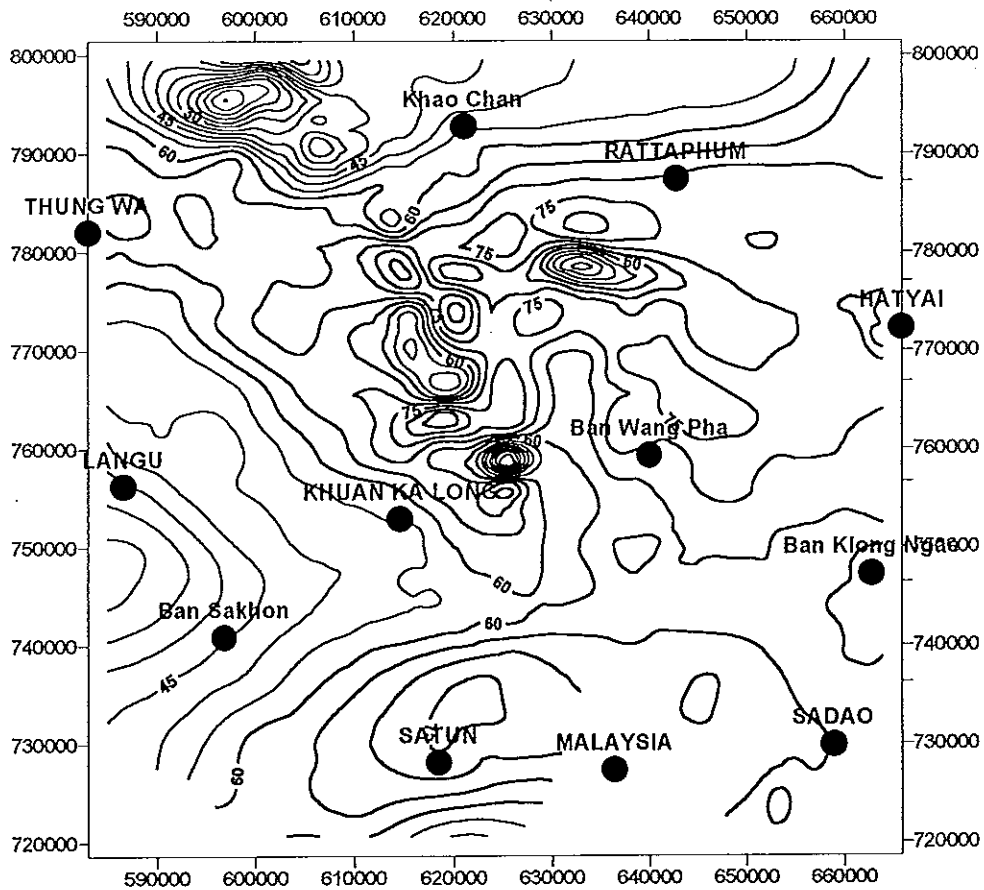 590000 600000 610000 620000 630000 640000 650000 660000
800000 800000
Khao Chan
45 30
790000 60 45 RATTAPHUM 790000
THUNG WA 60 75
780000 75 60 780000
HATYAI
75
770000 60 770000
75 Ban Wang Pha 75
760000 60 760000
LANGU KHUAN KA LONG
750000 Ban Klong Ngae 750000
60
Ban Sakhon 60
740000 740000
45
SATUN MALAYSIA SADAO
730000 60 730000
720000 720000
590000 600000 610000 620000 630000 640000 650000 660000